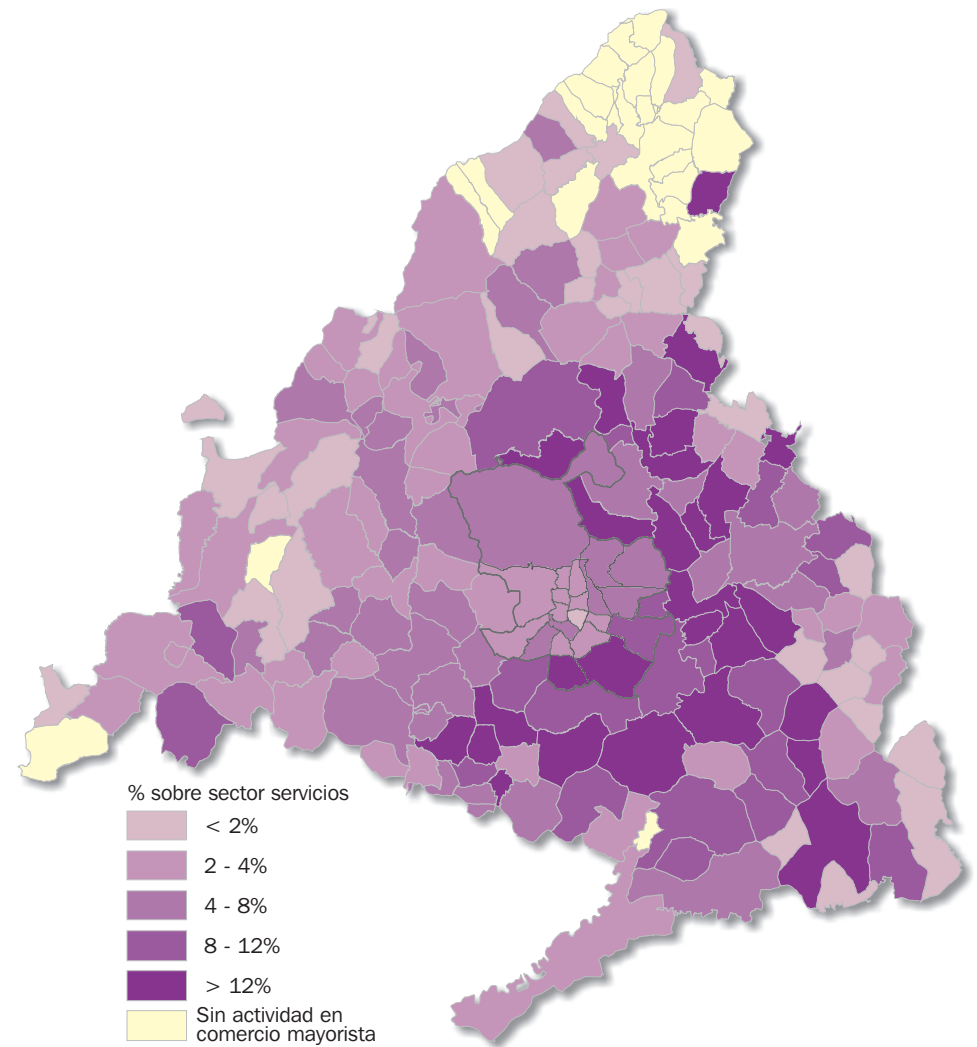 % sobre sector servicios
< 2%
2 - 4%
4 - 8%
8 - 12%
> 12%
Sin actividad en
comercio mayorista